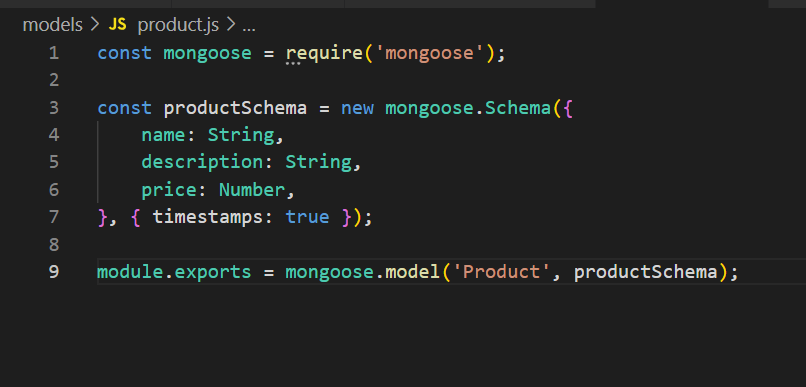 models > JS product.js > ...
1 const mongoose = require('mongoose');
2
3 const productSchema = new mongoose.Schema({
4     name: String,
5     description: String,
6     price: Number,
7 }, { timestamps: true });
8
9 module.exports = mongoose.model('Product', productSchema);